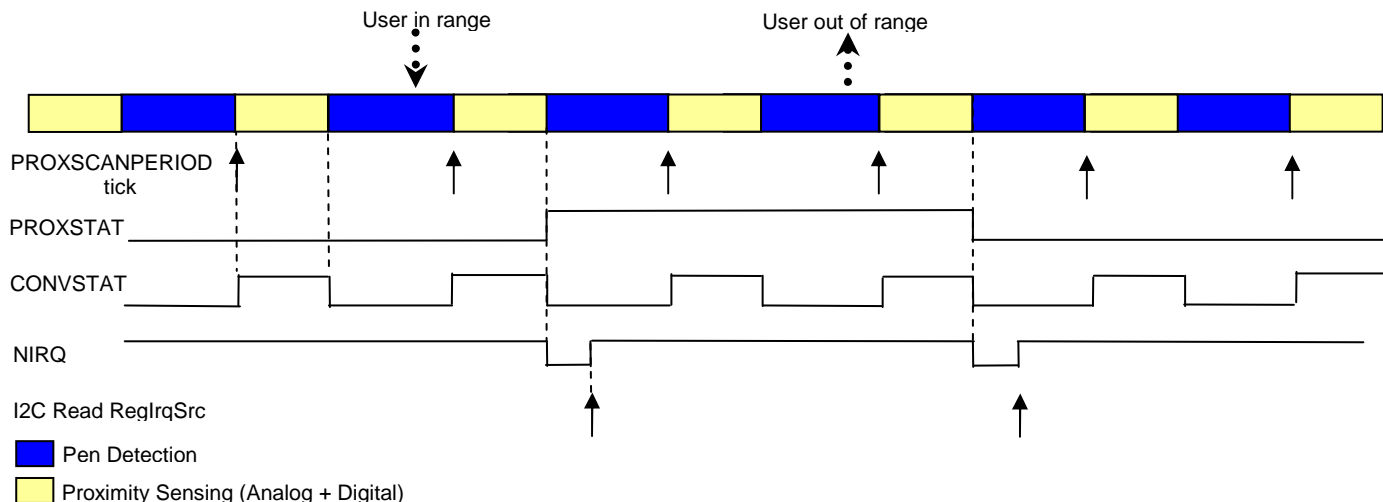 User in range
User out of range
PROXSCANPERIOD
tick
PROXSTAT
CONVSTAT
NIRQ
I2C Read RegIrqSrc
Pen Detection
Proximity Sensing (Analog + Digital)